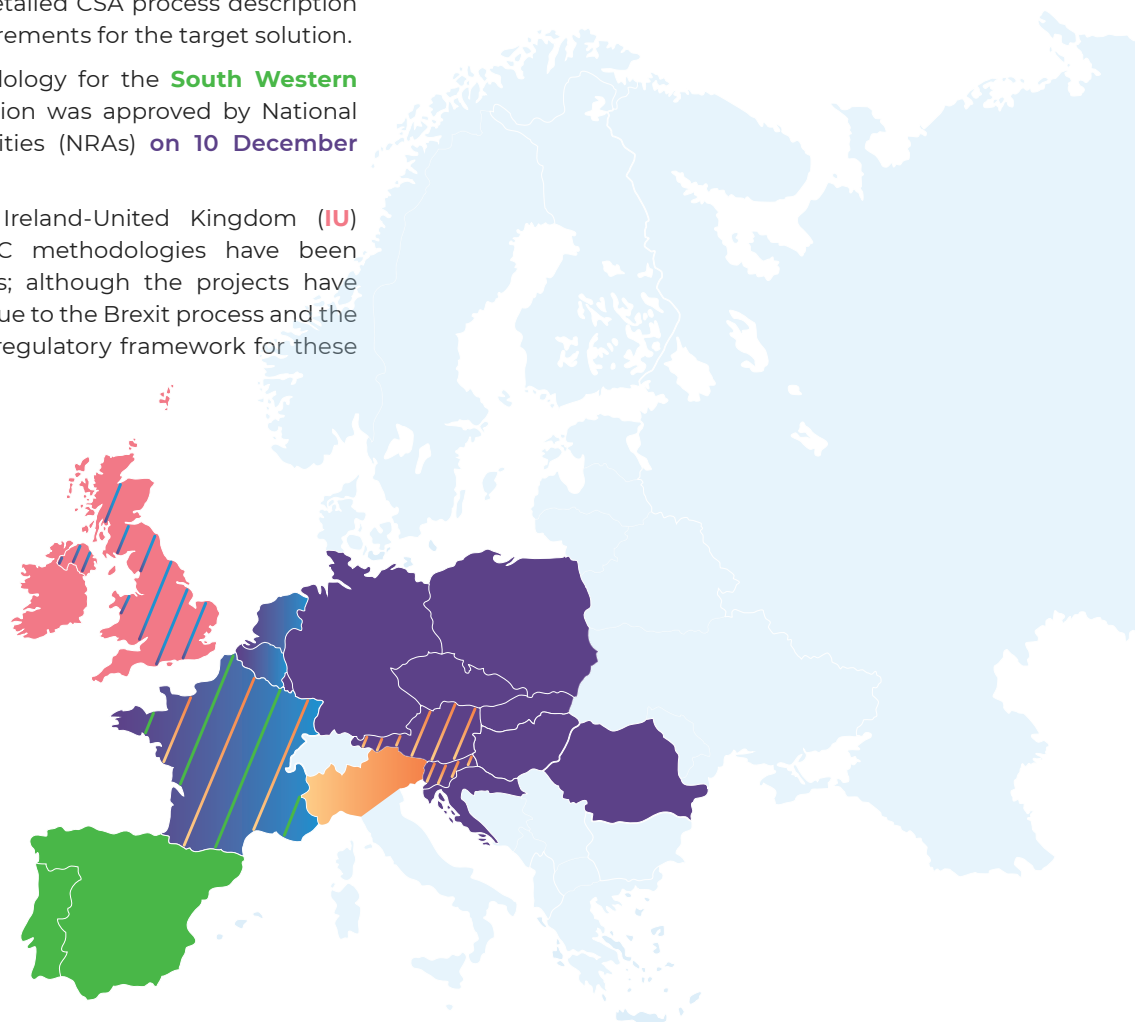 etailed CSA process description
rements for the target solution.
dology for the South Western
ion was approved by National
ities (NRAs) on 10 December
Ireland-United Kingdom (IU)
C methodologies have been
s; although the projects have
ue to the Brexit process and the
regulatory framework for these